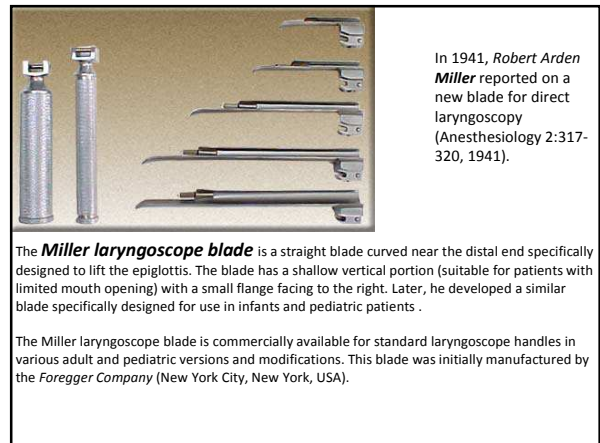 In 1941, Robert Arden
Miller reported on a
new blade for direct
laryngoscopy
(Anesthesiology 2:317-
320, 1941).
The Miller laryngoscope blade is a straight blade curved near the distal end specifically
designed to lift the epiglottis. The blade has a shallow vertical portion (suitable for patients with
limited mouth opening) with a small flange facing to the right. Later, he developed a similar
blade specifically designed for use in infants and pediatric patients .
The Miller laryngoscope blade is commercially available for standard laryngoscope handles in
various adult and pediatric versions and modifications. This blade was initially manufactured by
the Foregger Company (New York City, New York, USA).